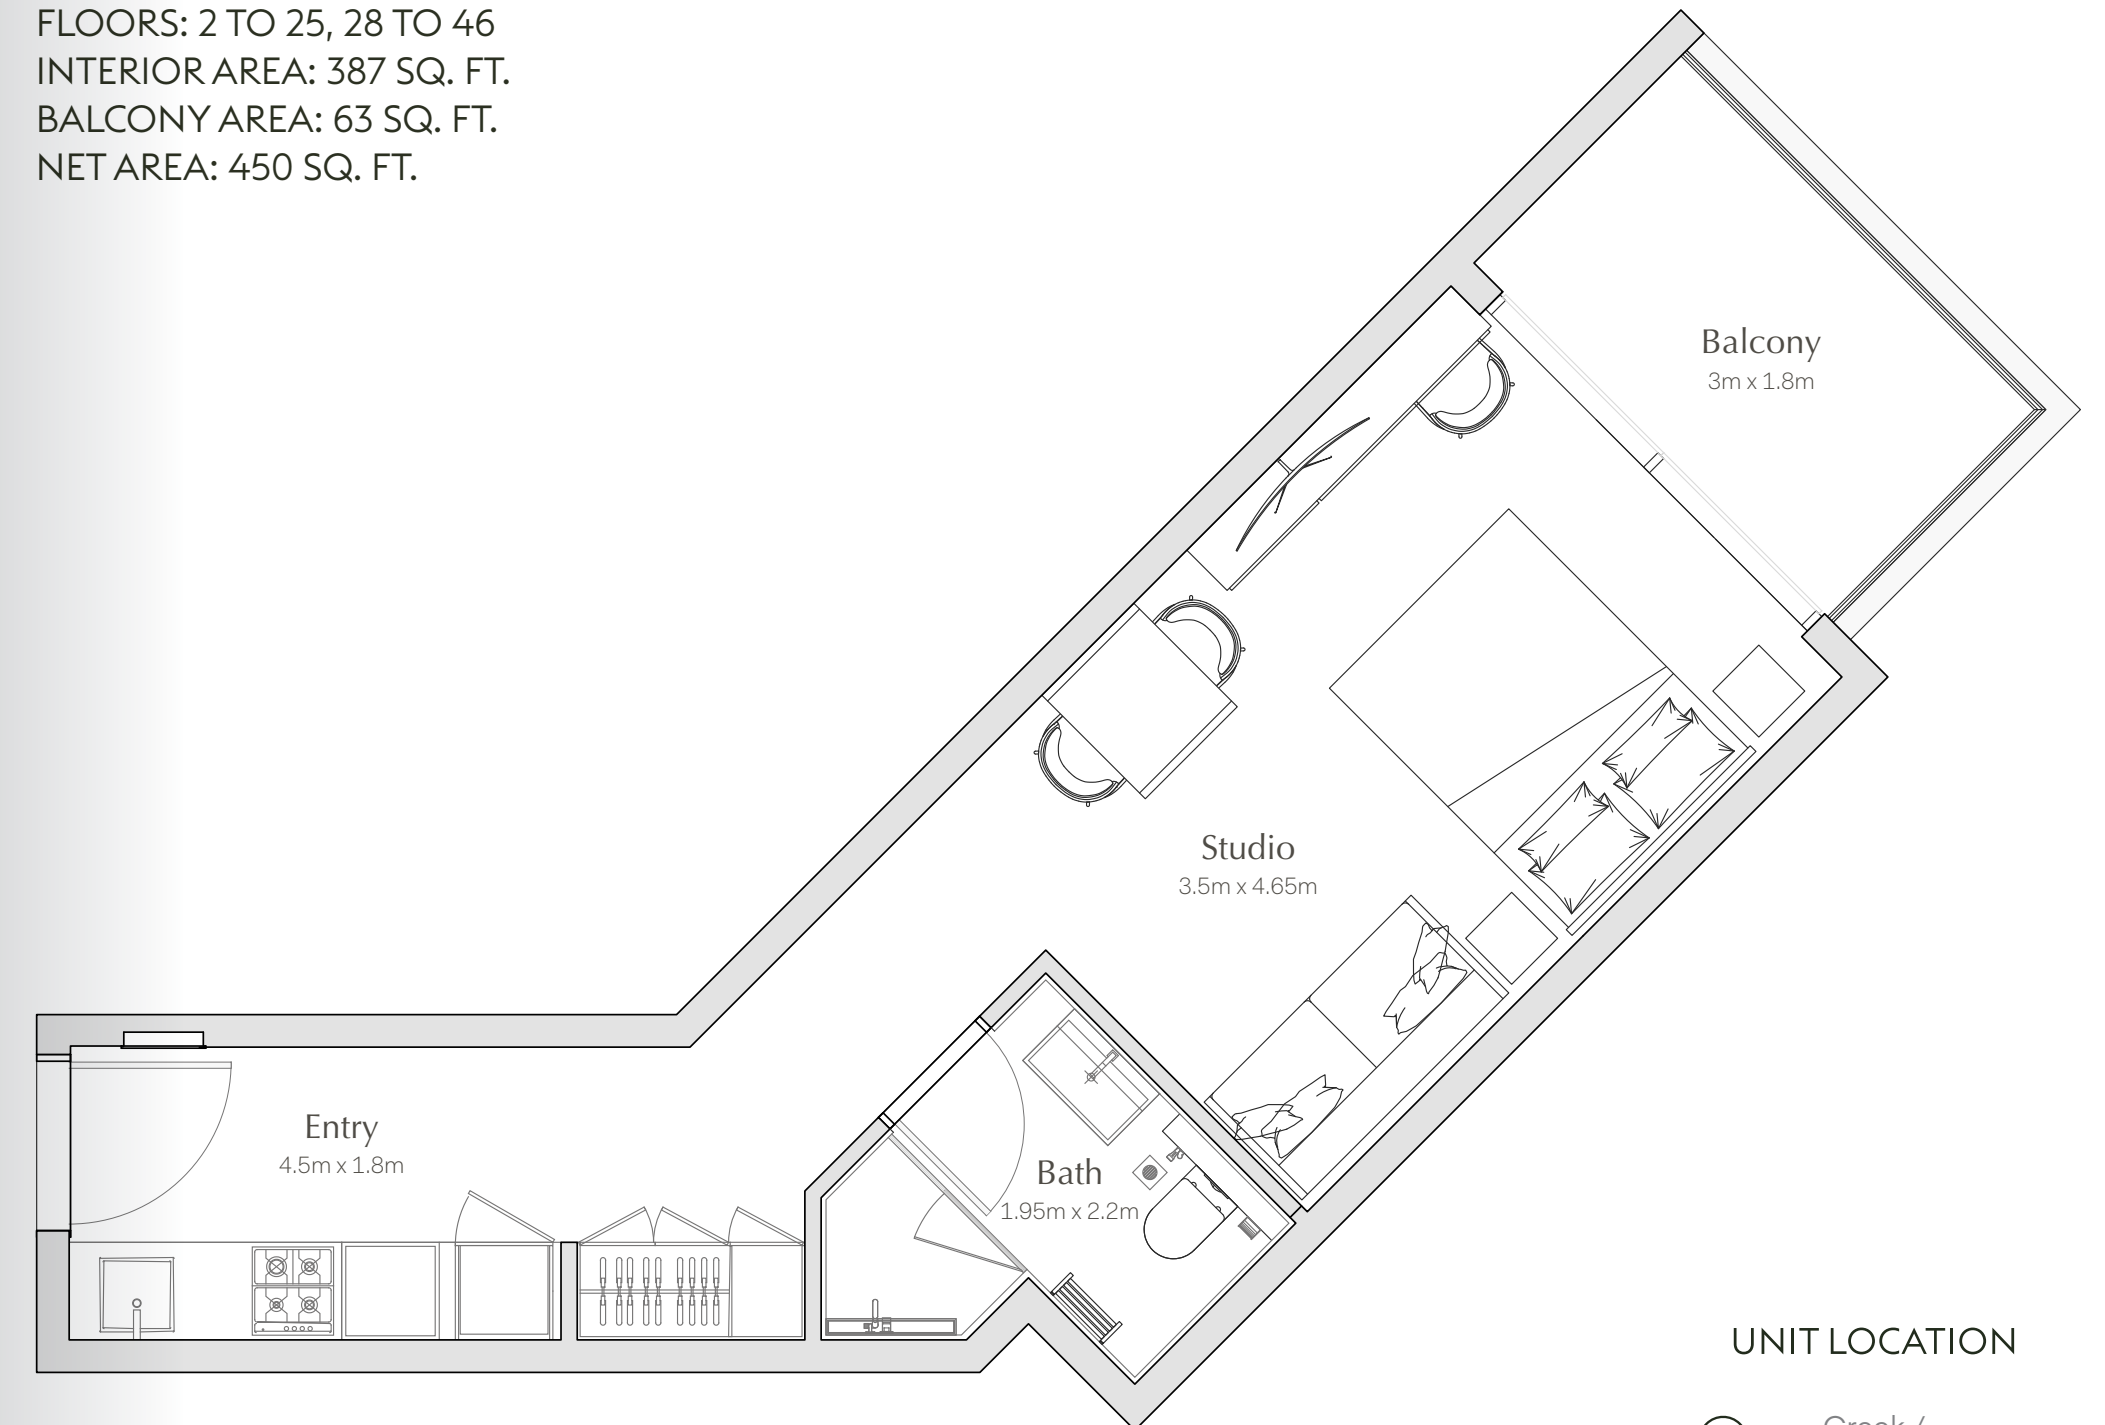 FLOORS: 2 TO 25, 28 TO 46
INTERIOR AREA: 387 SQ. FT.
BALCONY AREA: 63 SQ. FT.
NET AREA: 450 SQ. FT.
Balcony
3m x 1.8m
Studio
3.5m x 4.65m
Entry
4.5m x 1.8m
Bath
1.95m x 2.2m
UNIT LOCATION
Creek /